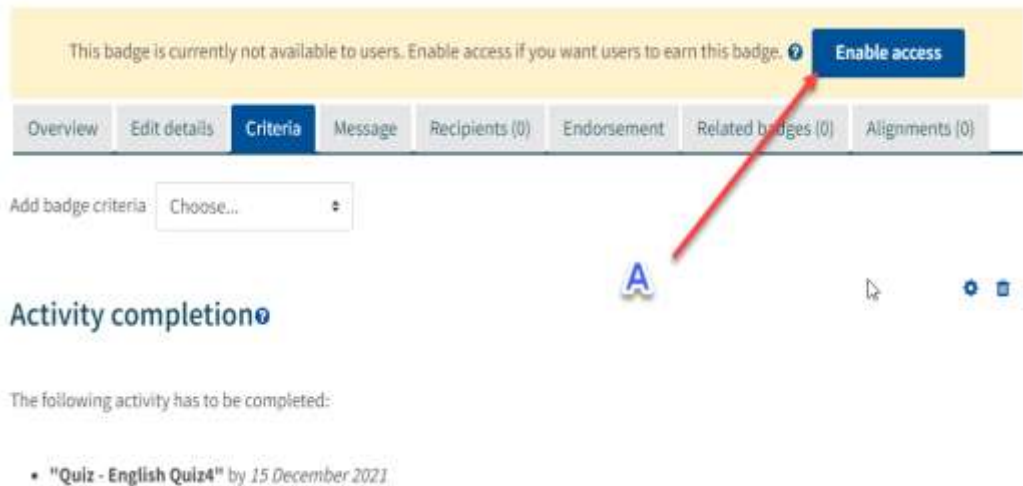 This badge is currently not available to users. Enable access if you want users to earn this badge. ? Enable access
Overview Edit details Criteria Message Recipients (0) Endorsement Related badges (0) Alignments (0)
Add badge criteria Choose...
A
Activity completion ?
The following activity has to be completed:
• "Quiz - English Quiz4" by 15 December 2021